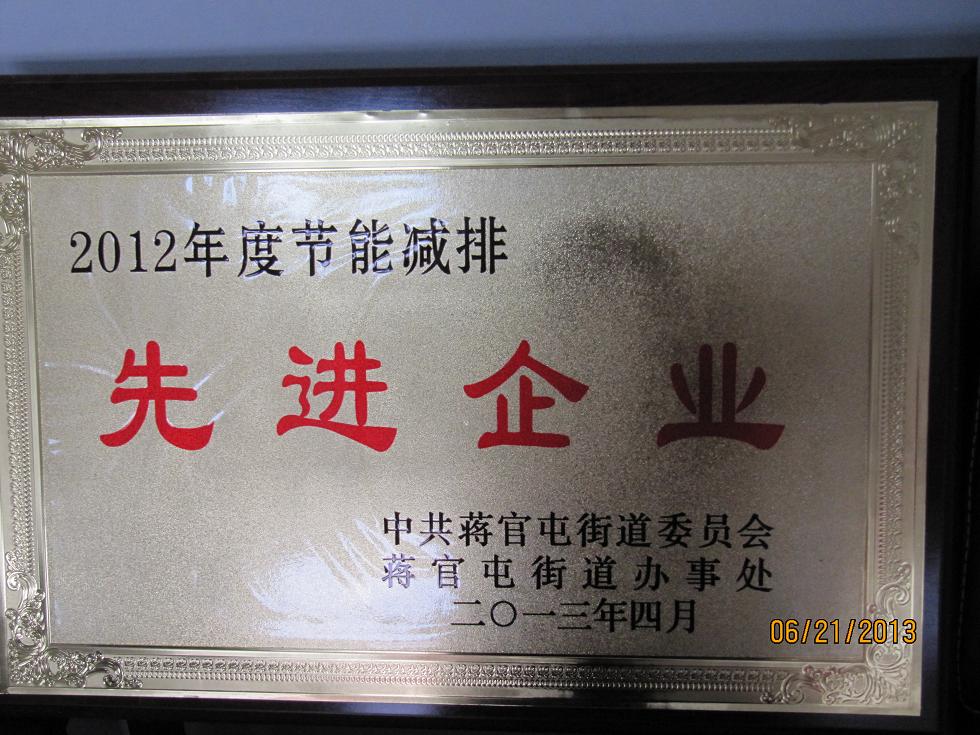 2012年度节能减排
先进企业
中共蒋官屯街道委员会
蒋官屯街道办事处
二〇一三年四月
06/21/2013